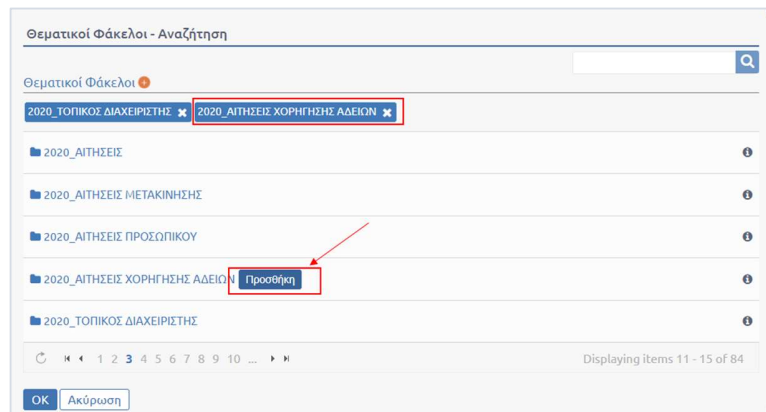 Θεματικοί Φάκελοι - Αναζήτηση
Θεματικοί Φάκελοι
2020_ΤΟΠΙΚΟΣ ΔΙΑΧΕΙΡΙΣΤΗΣ 2020_ΑΙΤΗΣΕΙΣ ΧΟΡΗΓΗΣΗΣ ΑΔΕΙΩΝ
2020_ΑΙΤΗΣΕΙΣ
2020_ΑΙΤΗΣΕΙΣ ΜΕΤΑΚΙΝΗΣΗΣ
2020_ΑΙΤΗΣΕΙΣ ΠΡΟΣΩΠΙΚΟΥ
2020_ΑΙΤΗΣΕΙΣ ΧΟΡΗΓΗΣΗΣ ΑΔΕΙΩΝ Προσθήκη
2020_ΤΟΠΙΚΟΣ ΔΙΑΧΕΙΡΙΣΤΗΣ
1 2 3 4 5 6 7 8 9 10 ... Displaying items 11 - 15 of 84
OK Ακύρωση